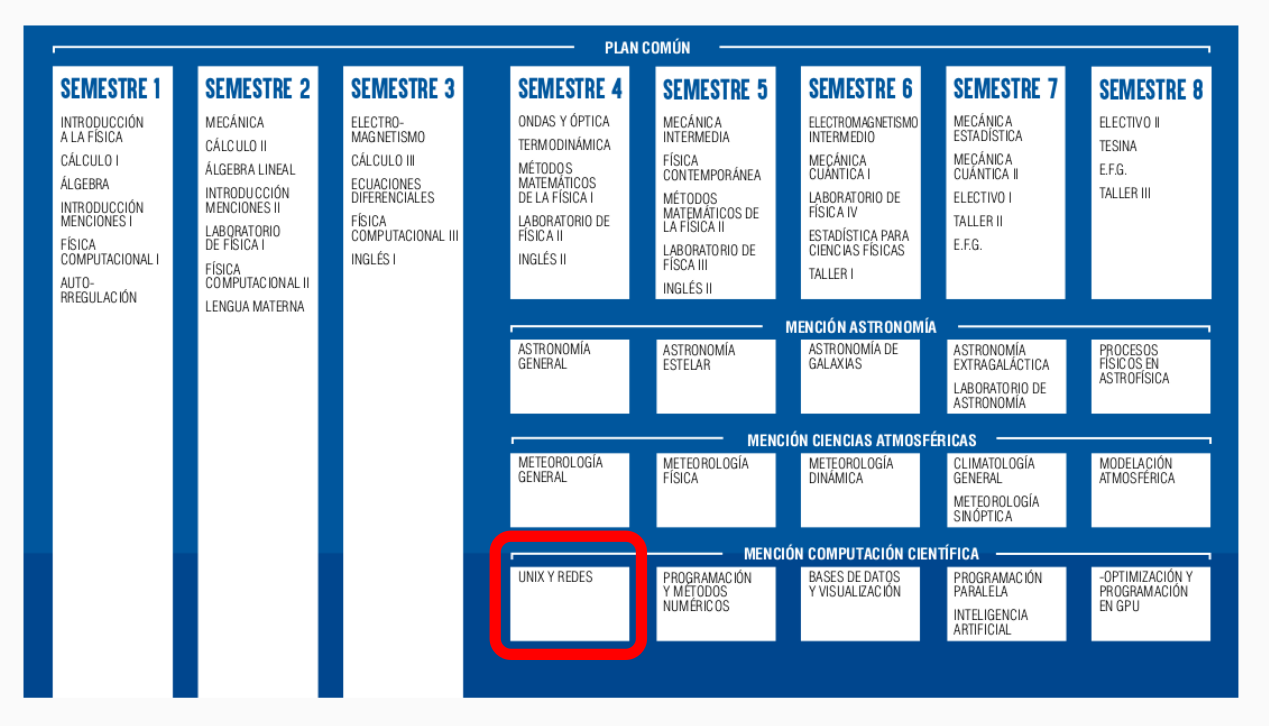 PLAN COMÚN
SEMESTRE 1
INTRODUCCIÓN
A LA FÍSICA
CÁLCULO I
ÁLGEBRA
INTRODUCCIÓN
MENCIONES I
FÍSICA
COMPUTACIONAL I
AUTO-
RREGULACIÓN
SEMESTRE 2
MECÁNICA
CÁLCULO II
ÁLGEBRA LINEAL
INTRODUCCIÓN
MENCIONES II
LABORATORIO
DE FÍSICA I
FÍSICA
COMPUTACIONAL II
LENGUA MATERNA
SEMESTRE 3
ELECTRO-
MAGNETISMO
CÁLCULO III
ECUACIONES
DIFERENCIALES
FÍSICA
COMPUTACIONAL III
INGLÉS I
SEMESTRE 4
ONDAS Y ÓPTICA
TERMODINÁMICA
MÉTODOS
MATEMÁTICOS
DE LA FÍSICA I
LABORATORIO DE
FÍSICA II
INGLÉS II
SEMESTRE 5
MECÁNICA
INTERMEDIA
FÍSICA
CONTEMPORÁNEA
MÉTODOS
MATEMÁTICOS DE
LA FÍSICA II
LABORATORIO DE
FÍSCA III
INGLÉS II
SEMESTRE 6
ELECTROMAGNETISMO
INTERMEDIO
MECÁNICA
CUÁNTICA I
LABORATORIO DE
FÍSICA IV
ESTADÍSTICA PARA
CIENCIAS FÍSICAS
TALLER I
SEMESTRE 7
MECÁNICA
ESTADÍSTICA
MECÁNICA
CUÁNTICA II
ELECTIVO I
TALLER II
E.F.G.
SEMESTRE 8
ELECTIVO II
TESINA
E.F.G.
TALLER III
MENCIÓN ASTRONOMÍA
ASTRONOMÍA
GENERAL
ASTRONOMÍA
ESTELAR
ASTRONOMÍA DE
GALAXIAS
ASTRONOMÍA
EXTRAGALÁCTICA
LABORATORIO DE
ASTRONOMÍA
PROCESOS
FÍSICOS EN
ASTROFÍSICA
MENCIÓN CIENCIAS ATMOSFÉRICAS
METEOROLOGÍA
GENERAL
METEOROLOGÍA
FÍSICA
METEOROLOGÍA
DINÁMICA
CLIMATOLOGÍA
GENERAL
METEOROLOGÍA
SINÓPTICA
MODELACIÓN
ATMOSFÉRICA
MENCIÓN COMPUTACIÓN CIENTÍFICA
UNIX Y REDES
PROGRAMACIÓN
Y MÉTODOS
NUMÉRICOS
BASES DE DATOS
Y VISUALIZACIÓN
PROGRAMACIÓN
PARALELA
INTELIGENCIA
ARTIFICIAL
-OPTIMIZACIÓN Y
PROGRAMACIÓN
EN GPU